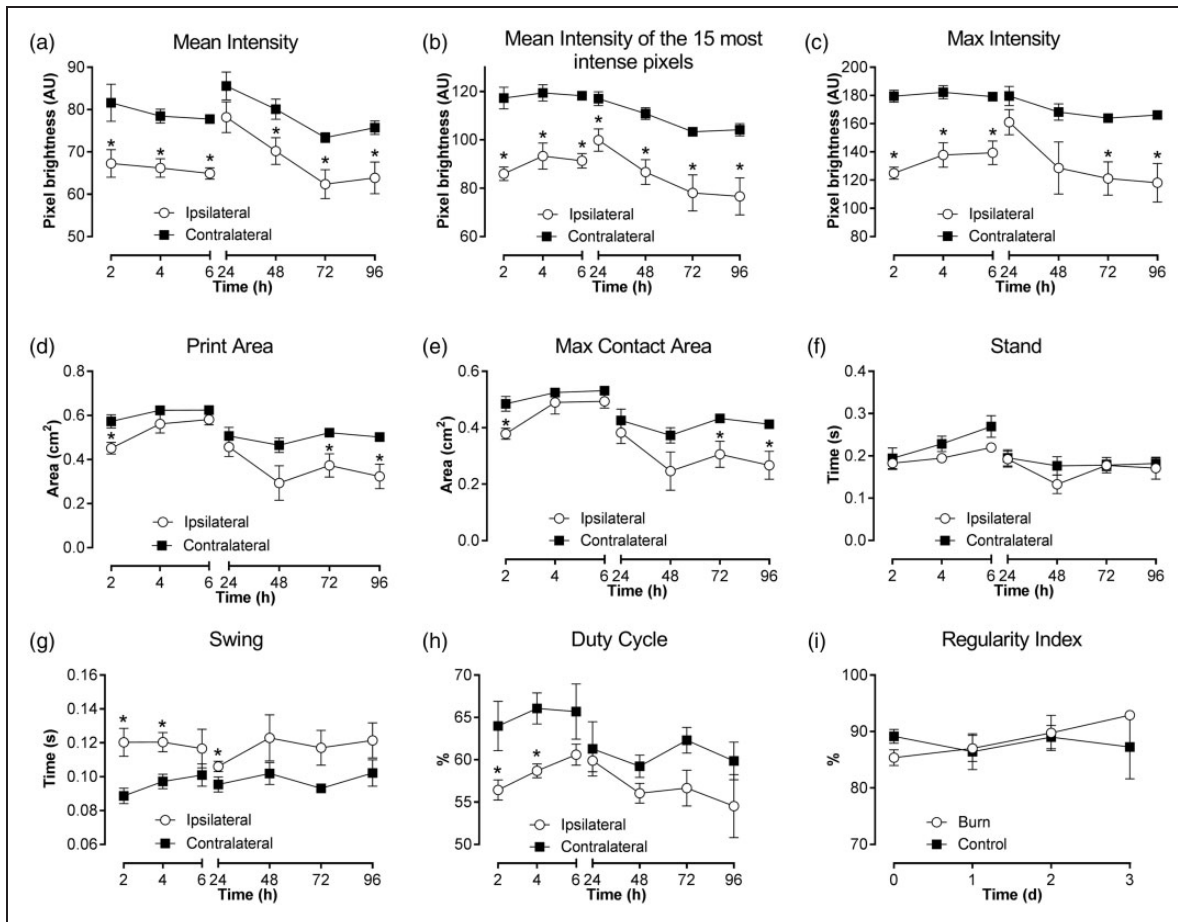 (a)
Mean Intensity
Pixel brightness (AU)
90
80
70
60
50
*
*
*
*
*
*
Ipsilateral
Contralateral
2
4
6
24
48
72
96
Time (h)
(b)
Mean Intensity of the 15 most
intense pixels
Pixel brightness (AU)
120
100
80
60
*
*
*
*
*
*
*
Ipsilateral
Contralateral
2
4
6
24
48
72
96
Time (h)
(c)
Max Intensity
Pixel brightness (AU)
200
180
160
140
120
100
80
*
*
*
*
*
Ipsilateral
Contralateral
2
4
6
24
48
72
96
Time (h)
(d)
Print Area
Area (cm²)
0.8
0.6
0.4
0.2
0.0
*
*
*
Ipsilateral
Contralateral
2
4
6
24
48
72
96
Time (h)
(e)
Max Contact Area
Area (cm²)
0.6
0.4
0.2
0.0
*
*
*
Ipsilateral
Contralateral
2
4
6
24
48
72
96
Time (h)
(f)
Stand
Time (s)
0.4
0.3
0.2
0.1
0.0
Ipsilateral
Contralateral
2
4
6
24
48
72
96
Time (h)
(g)
Swing
Time (s)
0.16
0.14
0.12
0.10
0.08
0.06
*
*
*
Ipsilateral
Contralateral
2
4
6
24
48
72
96
Time (h)
(h)
Duty Cycle
%
70
65
60
55
50
*
*
Ipsilateral
Contralateral
2
4
6
24
48
72
96
Time (h)
(i)
Regularity Index
%
100
90
80
70
Burn
Control
0
1
2
3
Time (d)